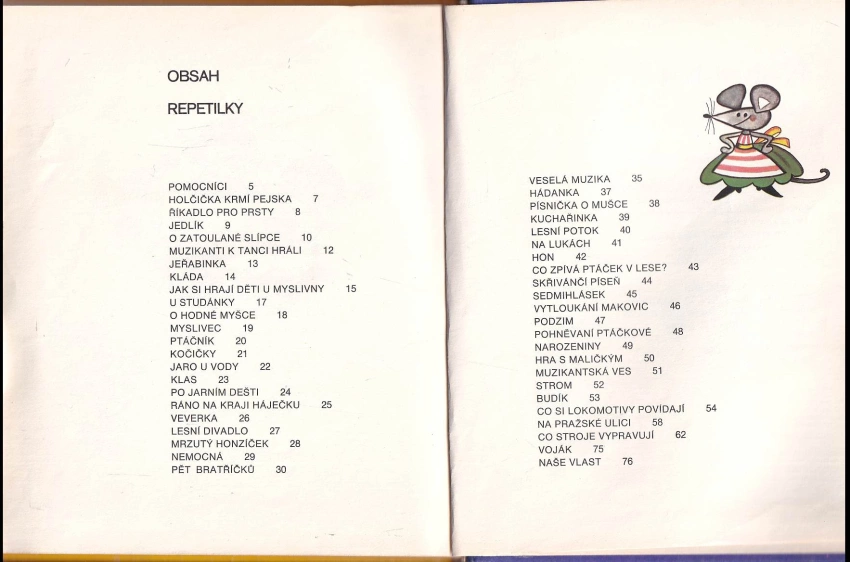 OBSAH
REPETILKY
POMOCNÍCI 5
HOLČIČKA KRMÍ PEJSKA 7
ŘÍKADLO PRO PRSTY 8
JEDLÍK 9
O ZATOULANÉ SLÍPCE 10
MUZIKANTI K TANCI HRÁLI 12
JEŘABINKA 13
KLÁDA 14
JAK SI HRAJÍ DĚTI U MYSLIVNY 15
U STUDÁNKY 17
O HODNÉ MYŠCE 18
MYSLIVEC 19
PTÁČNÍK 20
KOČIČKY 21
JARO U VODY 22
KLAS 23
PO JARNÍM DEŠTI 24
RÁNO NA KRAJI HÁJEČKU 25
VEVERKA 26
LESNÍ DIVADLO 27
MRZUTÝ HONZÍČEK 28
NEMOCNÁ 29
PĚT BRATŘÍČKŮ 30
VESELÁ MUZIKA 35
HÁDANKA 37
PÍSNIČKA O MUŠCE 38
KUCHAŘINKA 39
LESNÍ POTOK 40
NA LUKÁCH 41
HON 42
CO ZPÍVÁ PTÁČEK V LESE? 43
SKŘIVÁNČÍ PÍSEŇ 44
SEDMIHLÁSEK 45
VYTLOUKÁNÍ MAKOVIC 46
PODZIM 47
POHNĚVANÍ PTÁČKOVÉ 48
NAROZENINY 49
HRA S MALIČKÝM 50
MUZIKANTSKÁ VES 51
STROM 52
BUDÍK 53
CO SI LOKOMOTIVY POVÍDAJÍ 54
NA PRAŽSKÉ ULICI 58
CO STROJE VYPRAVUJÍ 62
VOJÁK 75
NAŠE VLAST 76